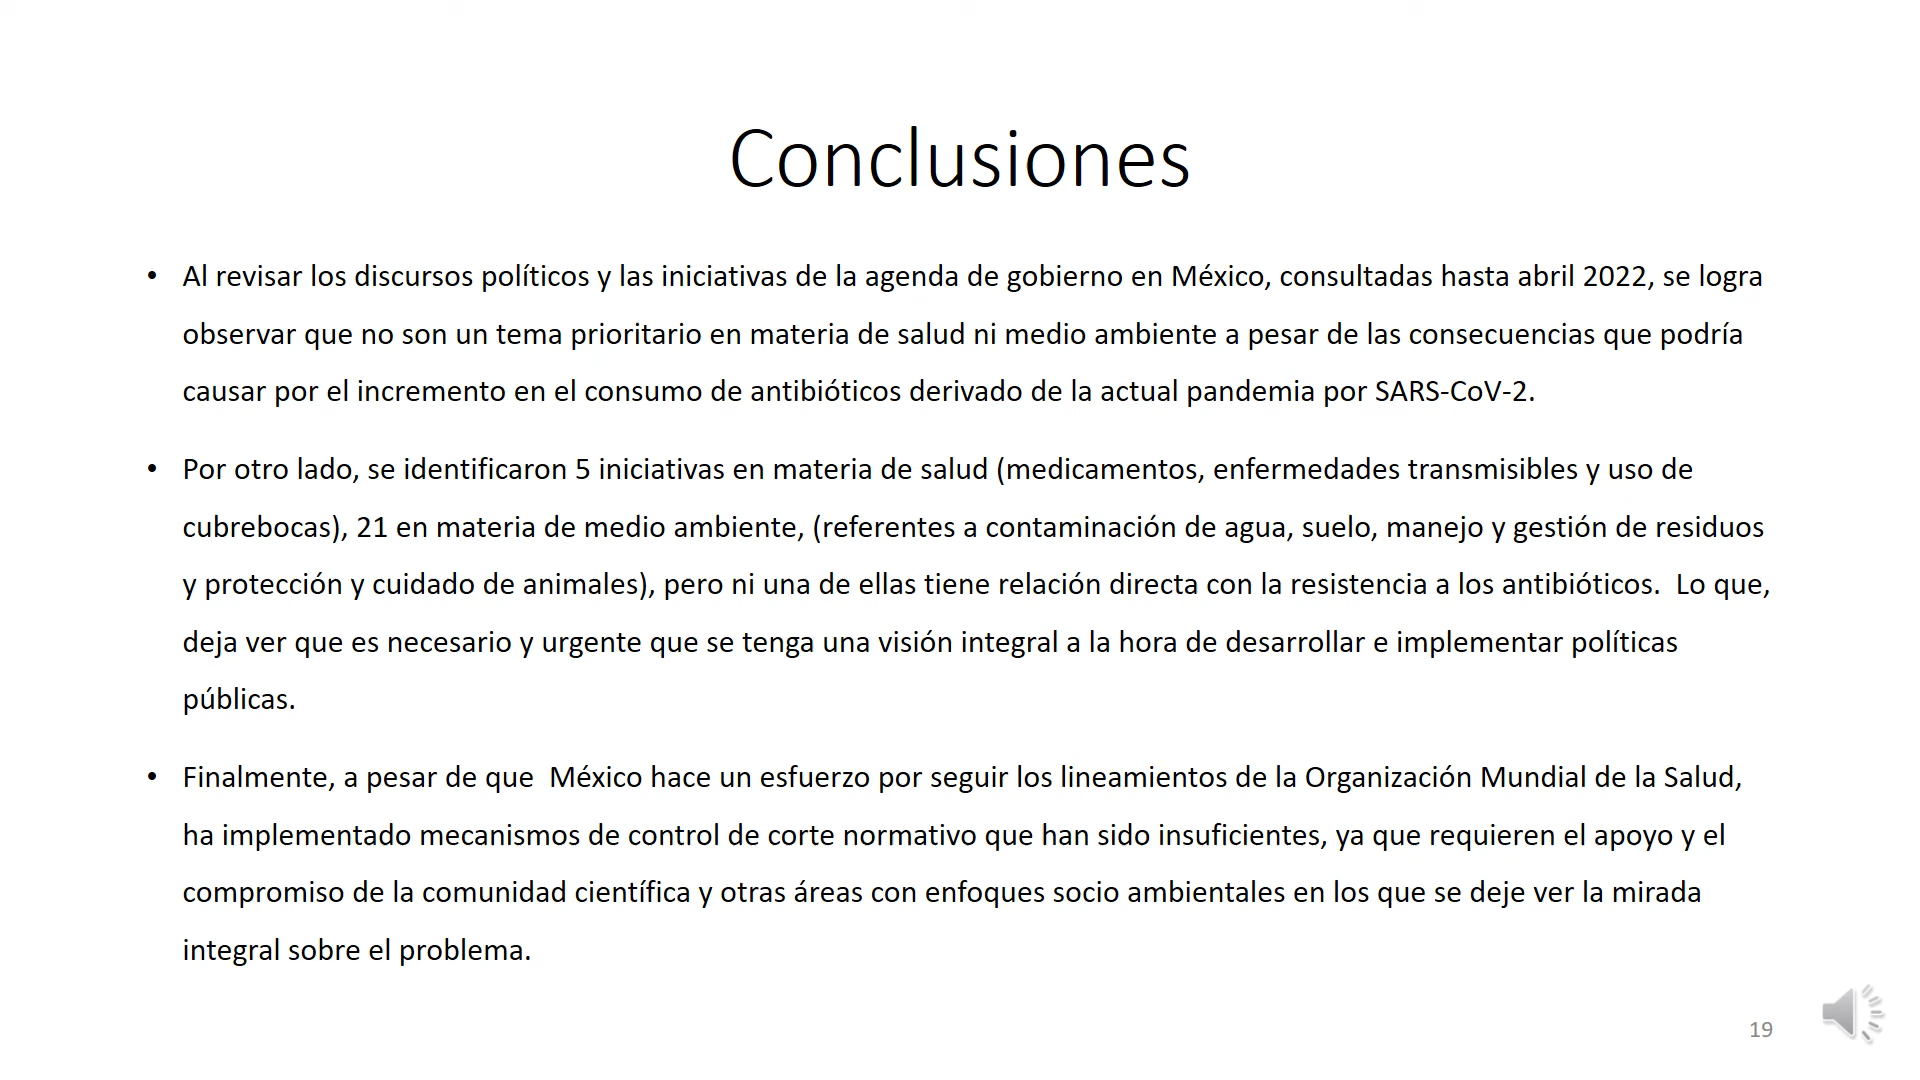 Conclusiones
• Al revisar los discursos políticos y las iniciativas de la agenda de gobierno en México, consultadas hasta abril 2022, se logra
observar que no son un tema prioritario en materia de salud ni medio ambiente a pesar de las consecuencias que podría
causar por el incremento en el consumo de antibióticos derivado de la actual pandemia por SARS-CoV-2.
• Por otro lado, se identificaron 5 iniciativas en materia de salud (medicamentos, enfermedades transmisibles y uso de
cubrebocas), 21 en materia de medio ambiente, (referentes a contaminación de agua, suelo, manejo y gestión de residuos
y protección y cuidado de animales), pero ni una de ellas tiene relación directa con la resistencia a los antibióticos.  Lo que,
deja ver que es necesario y urgente que se tenga una visión integral a la hora de desarrollar e implementar políticas
públicas.
• Finalmente, a pesar de que  México hace un esfuerzo por seguir los lineamientos de la Organización Mundial de la Salud,
ha implementado mecanismos de control de corte normativo que han sido insuficientes, ya que requieren el apoyo y el
compromiso de la comunidad científica y otras áreas con enfoques socio ambientales en los que se deje ver la mirada
integral sobre el problema.
19